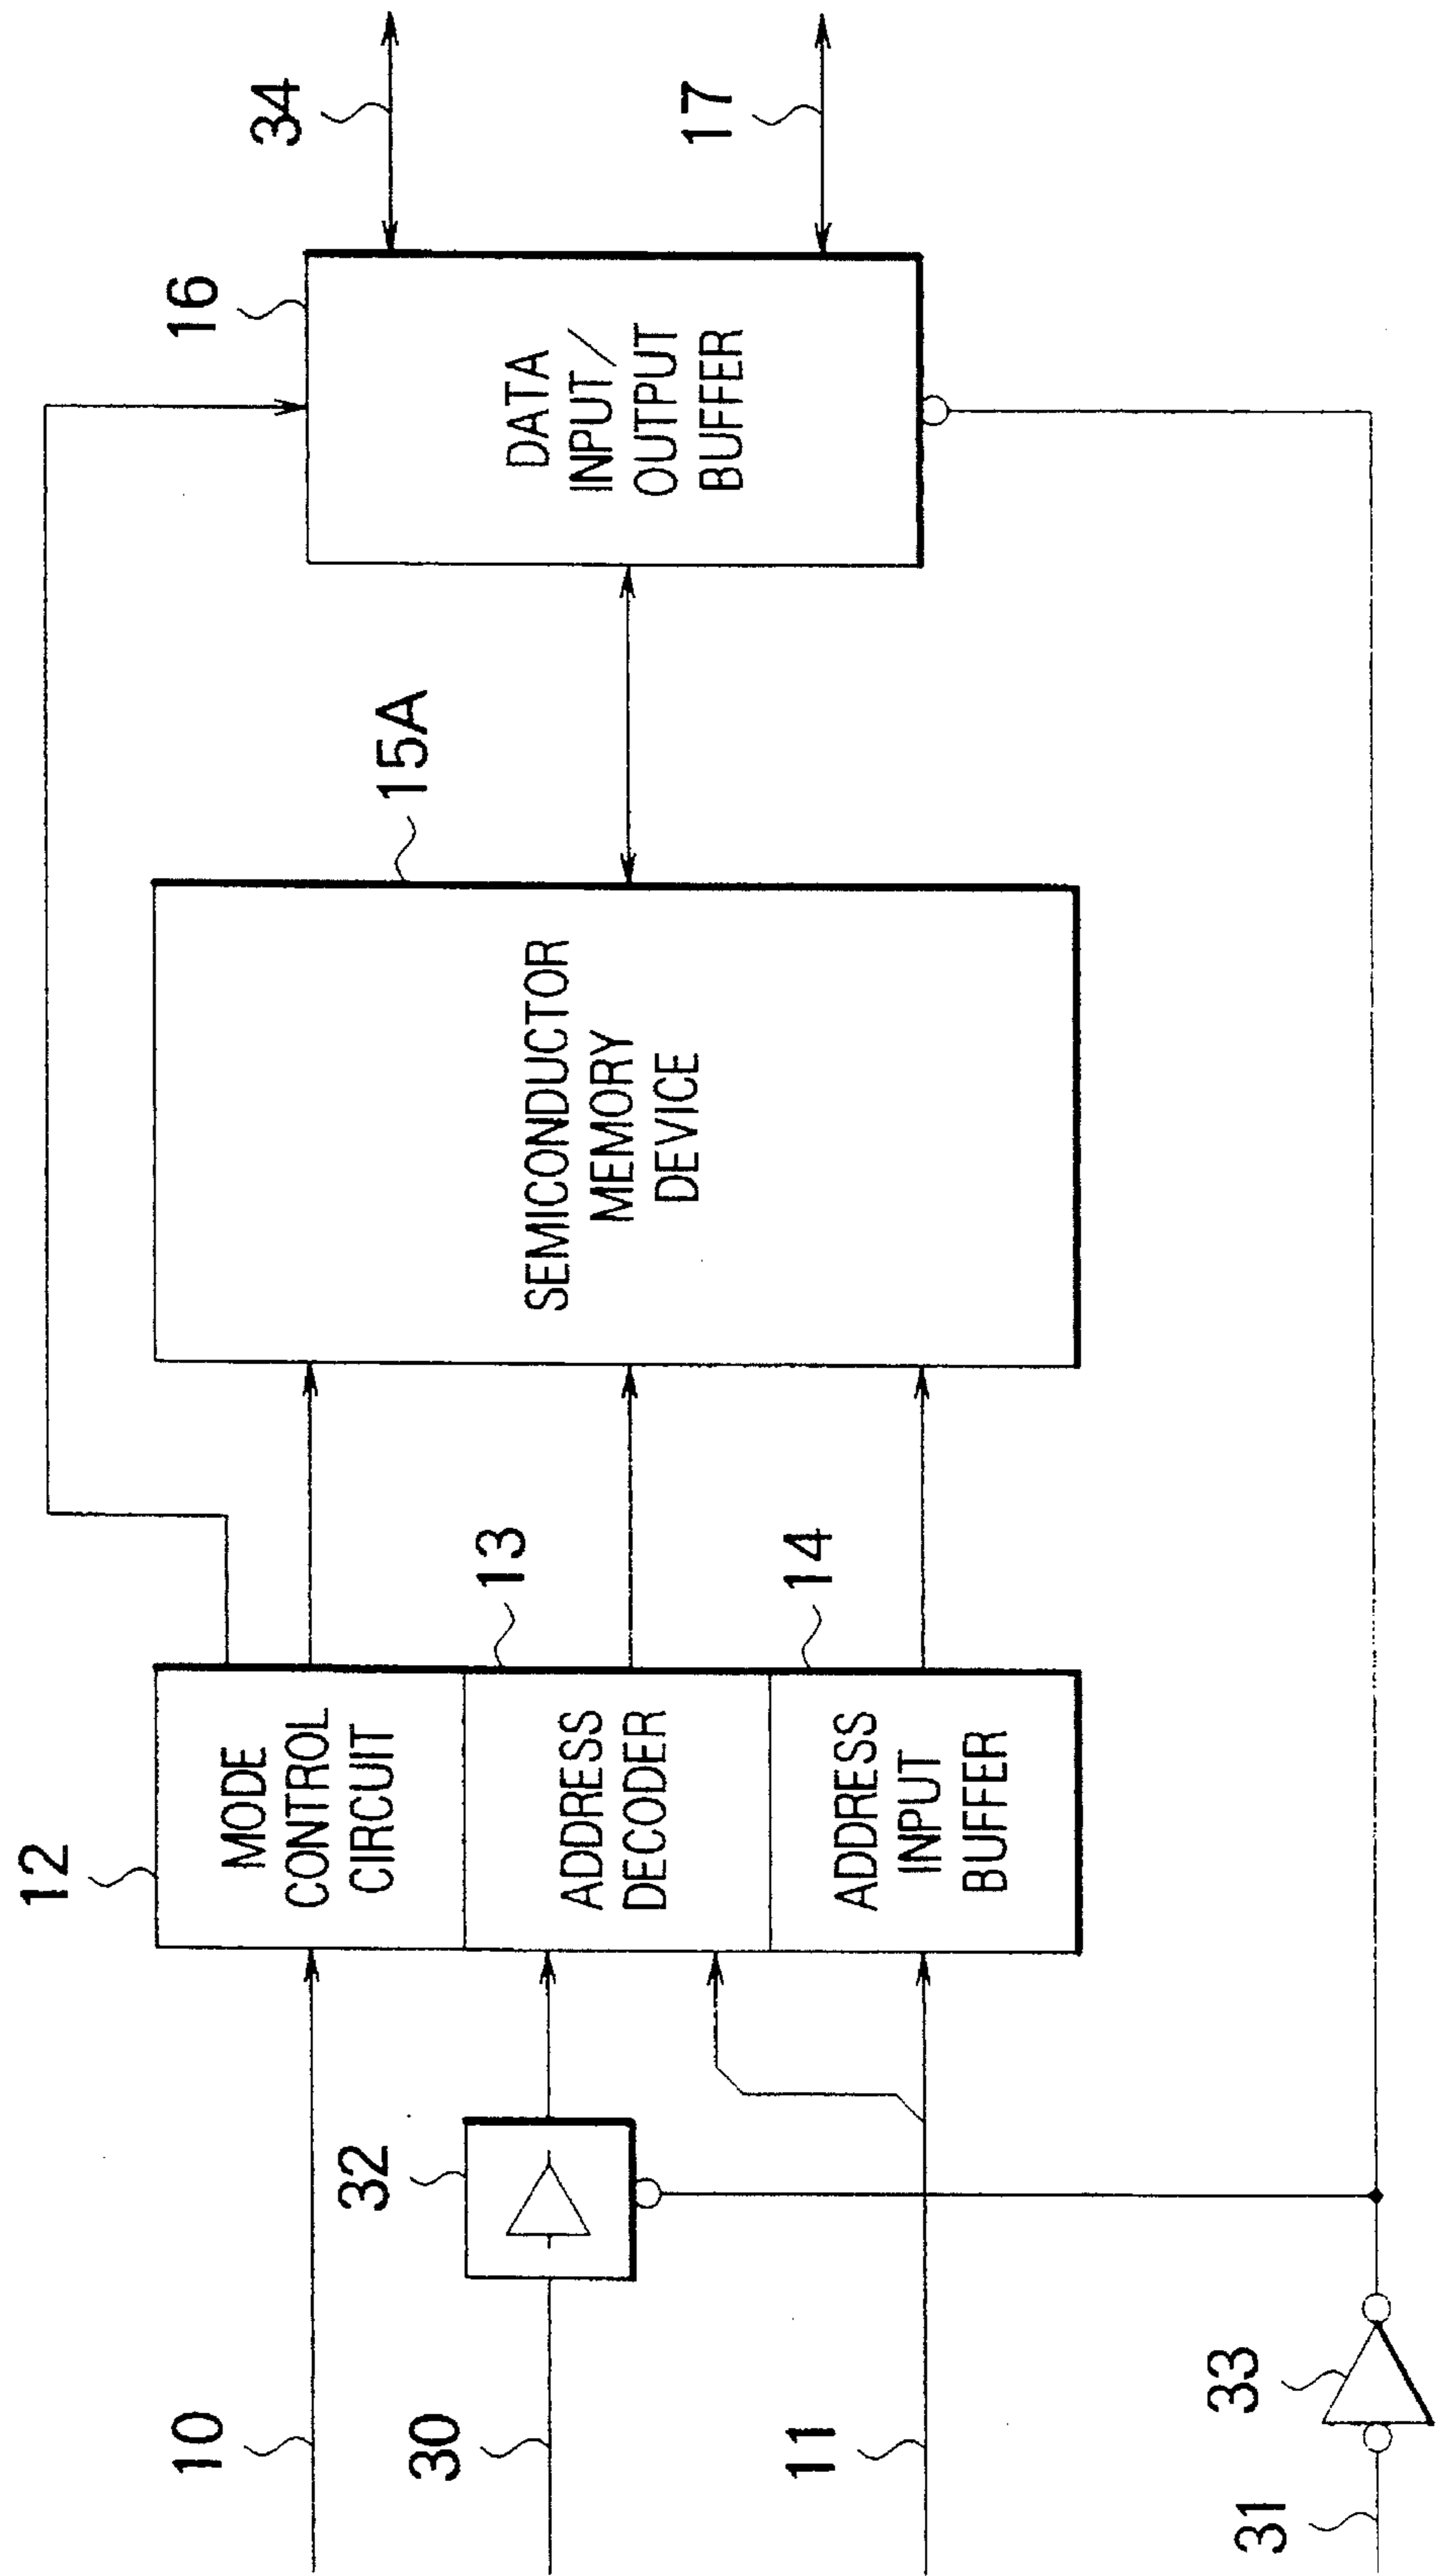 10
30
11
31
32
33
12
MODE
CONTROL
CIRCUIT
13
ADDRESS
DECODER
14
ADDRESS
INPUT
BUFFER
15A
SEMICONDUCTOR
MEMORY
DEVICE
16
DATA
INPUT/
OUTPUT
BUFFER
34
17